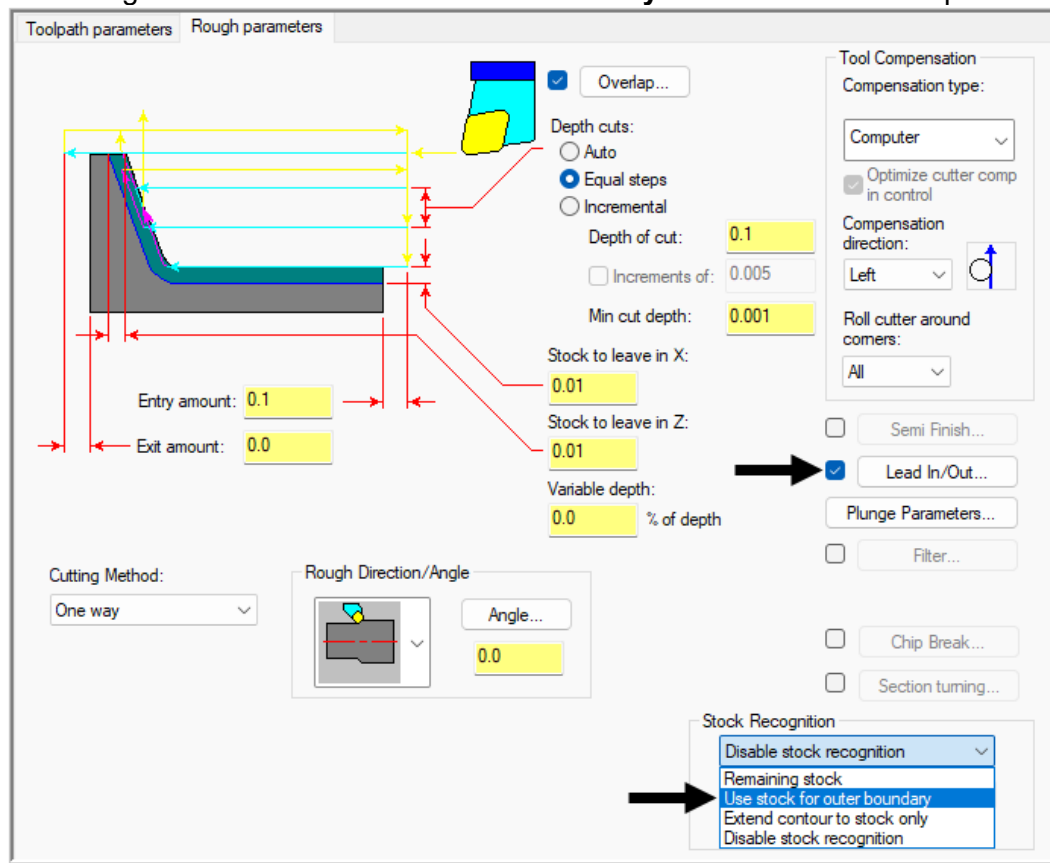 Toolpath parameters Rough parameters
Overlap...
Depth cuts:
Auto
Equal steps
Incremental
Depth of cut: 0.1
Increments of: 0.005
Min cut depth: 0.001
Stock to leave in X:
0.01
Stock to leave in Z:
0.01
Variable depth:
0.0 % of depth
Entry amount: 0.1
Exit amount: 0.0
Cutting Method:
One way
Rough Direction/Angle
Angle...
0.0
Tool Compensation
Compensation type:
Computer
Optimize cutter comp
in control
Compensation
direction:
Left
Roll cutter around
corners:
All
Semi Finish...
Lead In/Out...
Plunge Parameters...
Filter...
Chip Break...
Section turning...
Stock Recognition
Disable stock recognition
Remaining stock
Use stock for outer boundary
Extend contour to stock only
Disable stock recognition